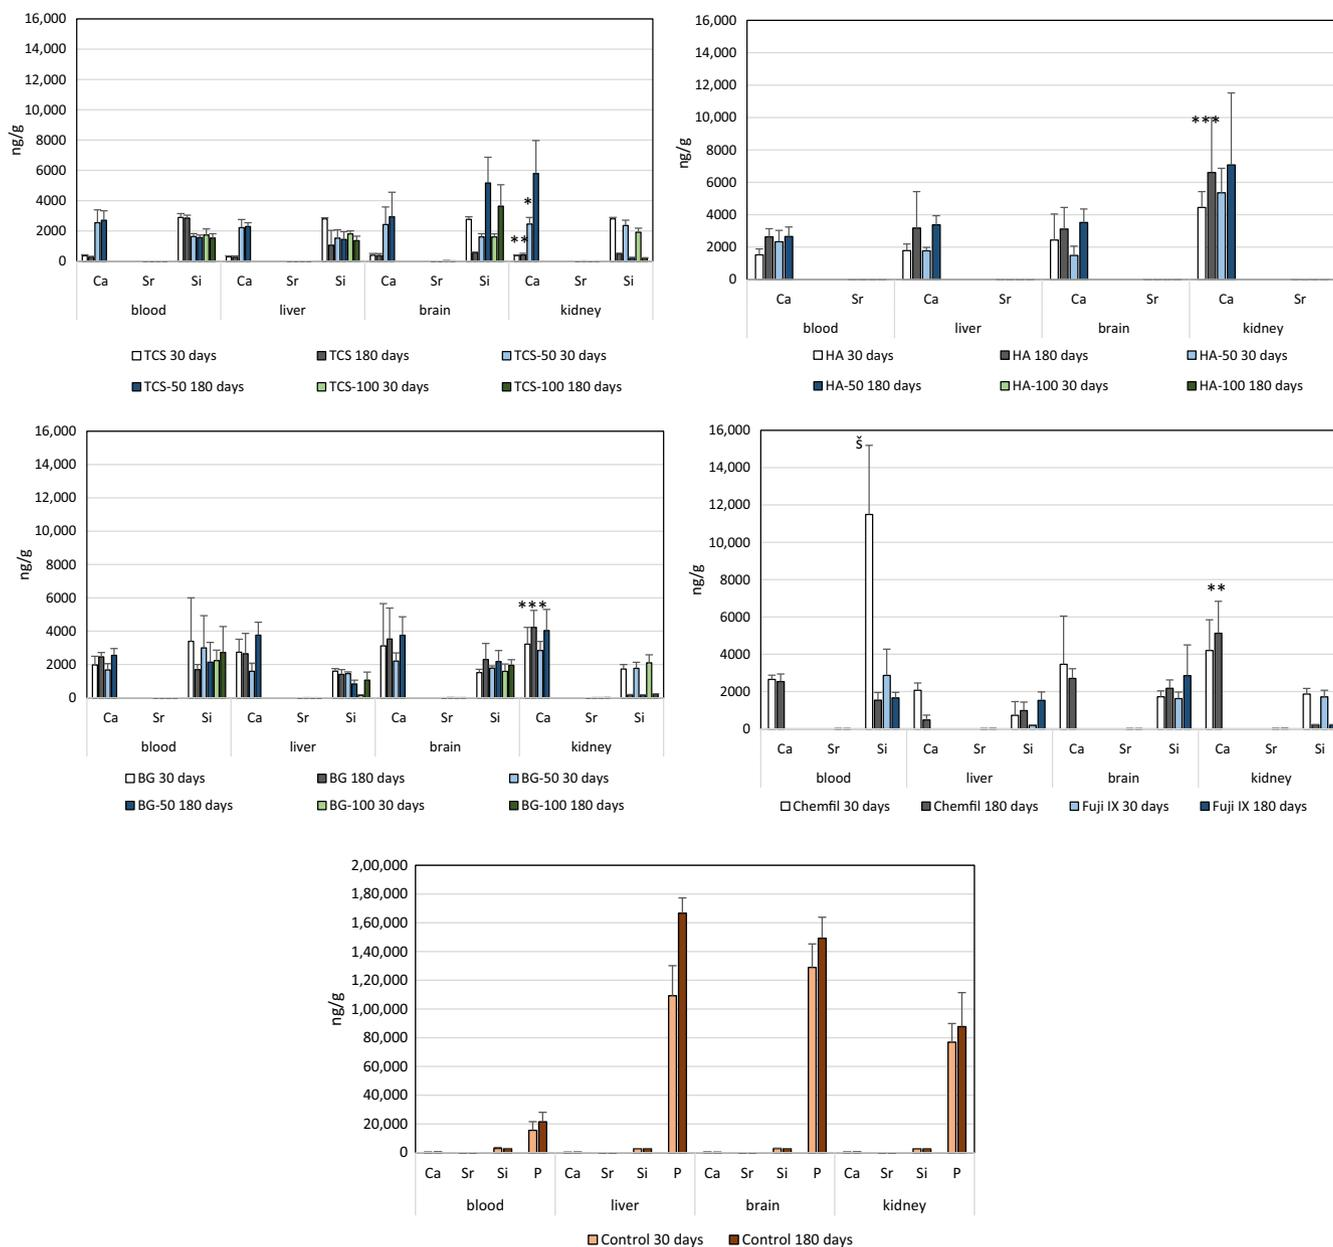 16,000
14,000
12,000
10,000
8000
6000
4000
2000
0
ng/g
*
**
Ca Sr Si Ca Sr Si Ca Sr Si Ca Sr Si
blood liver brain kidney
TCS 30 days TCS 180 days TCS-50 30 days
TCS-50 180 days TCS-100 30 days TCS-100 180 days
16,000
14,000
12,000
10,000
8000
6000
4000
2000
0
ng/g
***
Ca Sr Ca Sr Ca Sr Ca Sr
blood liver brain kidney
HA 30 days HA 180 days HA-50 30 days
HA-50 180 days HA-100 30 days HA-100 180 days
16,000
14,000
12,000
10,000
8000
6000
4000
2000
0
ng/g
***
Ca Sr Si Ca Sr Si Ca Sr Si Ca Sr Si
blood liver brain kidney
BG 30 days BG 180 days BG-50 30 days
BG-50 180 days BG-100 30 days BG-100 180 days
16,000
14,000
12,000
10,000
8000
6000
4000
2000
0
ng/g
š
**
Ca Sr Si Ca Sr Si Ca Sr Si Ca Sr Si
blood liver brain kidney
Chemfil 30 days Chemfil 180 days Fuji IX 30 days Fuji IX 180 days
2,00,000
1,80,000
1,60,000
1,40,000
1,20,000
1,00,000
80,000
60,000
40,000
20,000
0
ng/g
Ca Sr Si P Ca Sr Si P Ca Sr Si P Ca Sr Si P
blood liver brain kidney
Control 30 days Control 180 days